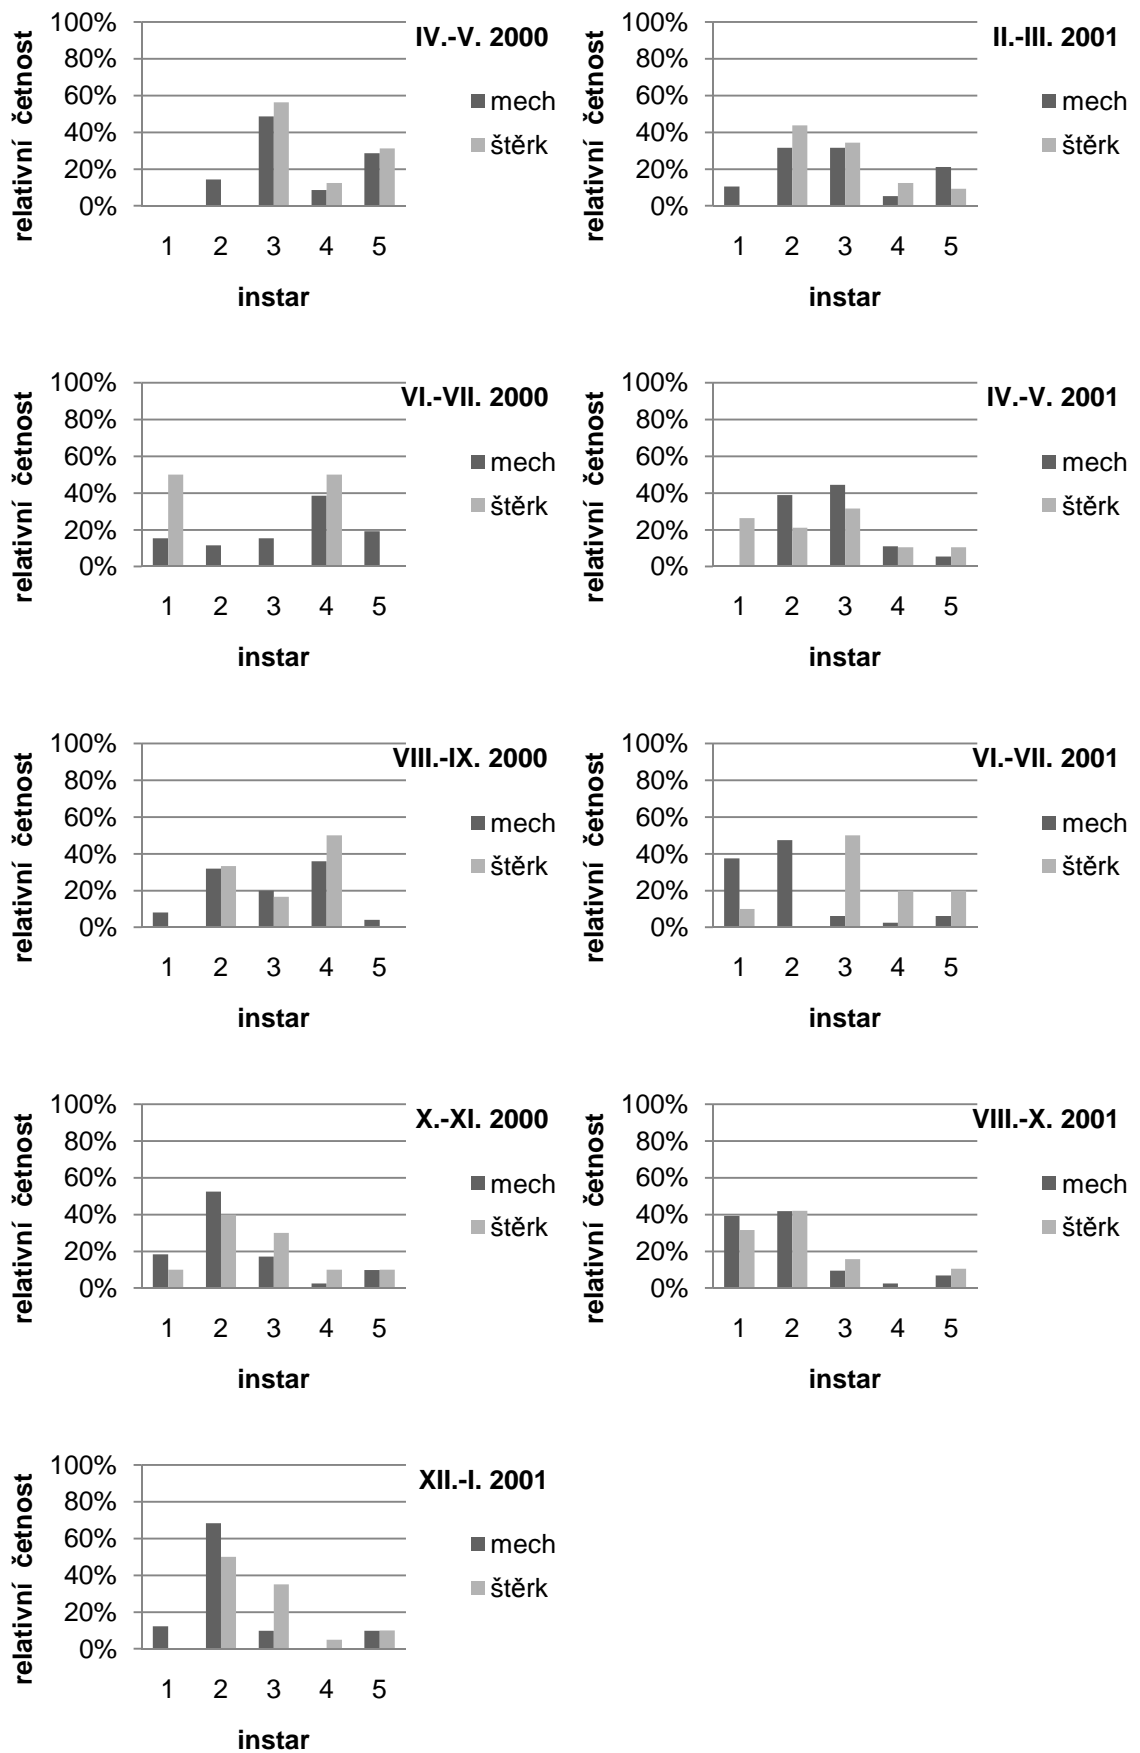 IV.-V. 2000
relativní četnost
100%
80%
60%
40%
20%
0%
1 2 3 4 5
instar
mech
štěrk
II.-III. 2001
relativní četnost
100%
80%
60%
40%
20%
0%
1 2 3 4 5
instar
mech
štěrk
VI.-VII. 2000
relativní četnost
100%
80%
60%
40%
20%
0%
1 2 3 4 5
instar
mech
štěrk
IV.-V. 2001
relativní četnost
100%
80%
60%
40%
20%
0%
1 2 3 4 5
instar
mech
štěrk
VIII.-IX. 2000
relativní četnost
100%
80%
60%
40%
20%
0%
1 2 3 4 5
instar
mech
štěrk
VI.-VII. 2001
relativní četnost
100%
80%
60%
40%
20%
0%
1 2 3 4 5
instar
mech
štěrk
X.-XI. 2000
relativní četnost
100%
80%
60%
40%
20%
0%
1 2 3 4 5
instar
mech
štěrk
VIII.-X. 2001
relativní četnost
100%
80%
60%
40%
20%
0%
1 2 3 4 5
instar
mech
štěrk
XII.-I. 2001
relativní četnost
100%
80%
60%
40%
20%
0%
1 2 3 4 5
instar
mech
štěrk